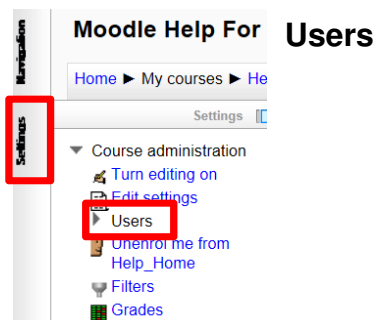 Navigation
Settings
Moodle Help For
Users
Home ► My courses ► He
Settings
Course administration
Turn editing on
Edit settings
Users
Unenrol me from
Help_Home
Filters
Grades